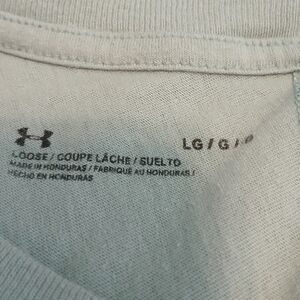 LG / G /
LOOSE / COUPE LÂCHE / SUELTO
MADE IN HONDURAS / FABRIQUÉ AU HONDURAS /
HECHO EN HONDURAS